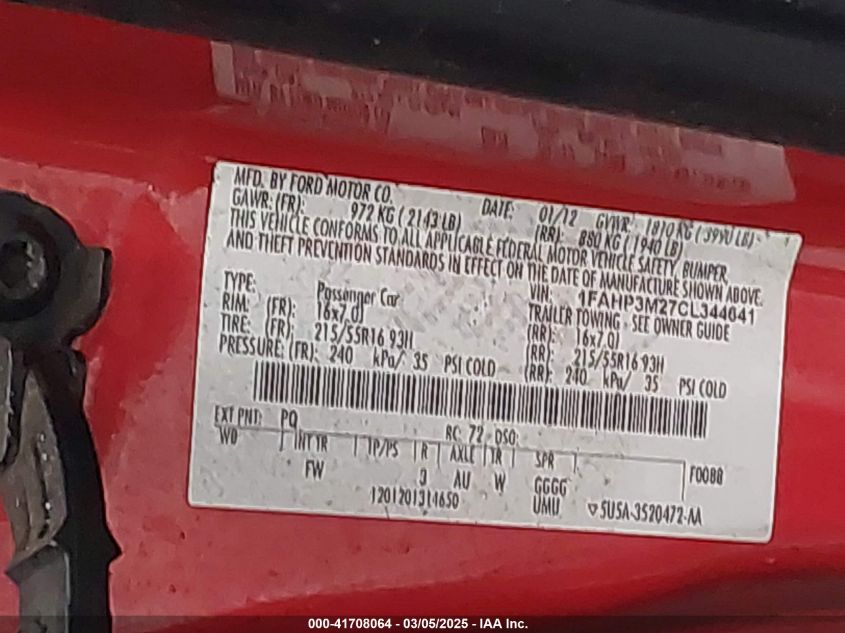 MFD. BY FORD MOTOR CO. DATE: 01/12 GVWR: 1810 KG ( 3990 LB)
GAWR: (FR): 972 KG ( 2143 LB) (RR): 880 KG ( 1940 LB)
THIS VEHICLE CONFORMS TO ALL APPLICABLE FEDERAL MOTOR VEHICLE SAFETY, BUMPER,
AND THEFT PREVENTION STANDARDS IN EFFECT ON THE DATE OF MANUFACTURE SHOWN ABOVE.
VIN: 1FAHP3M27CL344641
TYPE: Passenger Car TRAILER TOWING - SEE OWNER GUIDE
RIM: (FR): 16x7.0J (RR): 16x7.0J
TIRE: (FR): 215/55R16 93H (RR): 215/55R16 93H
PRESSURE: (FR): 240 kPa/ 35 PSI COLD (RR): 240 kPa/ 35 PSI COLD
EXT PNT: PQ RC: 72 DSO:
WB INT TR TP/PS R AXLE TR SPR F0088
FW 3 AU W GGGG
1201201314650 UMU 5U5A-3520472-AA
000-41708064 - 03/05/2025 - IAA Inc.